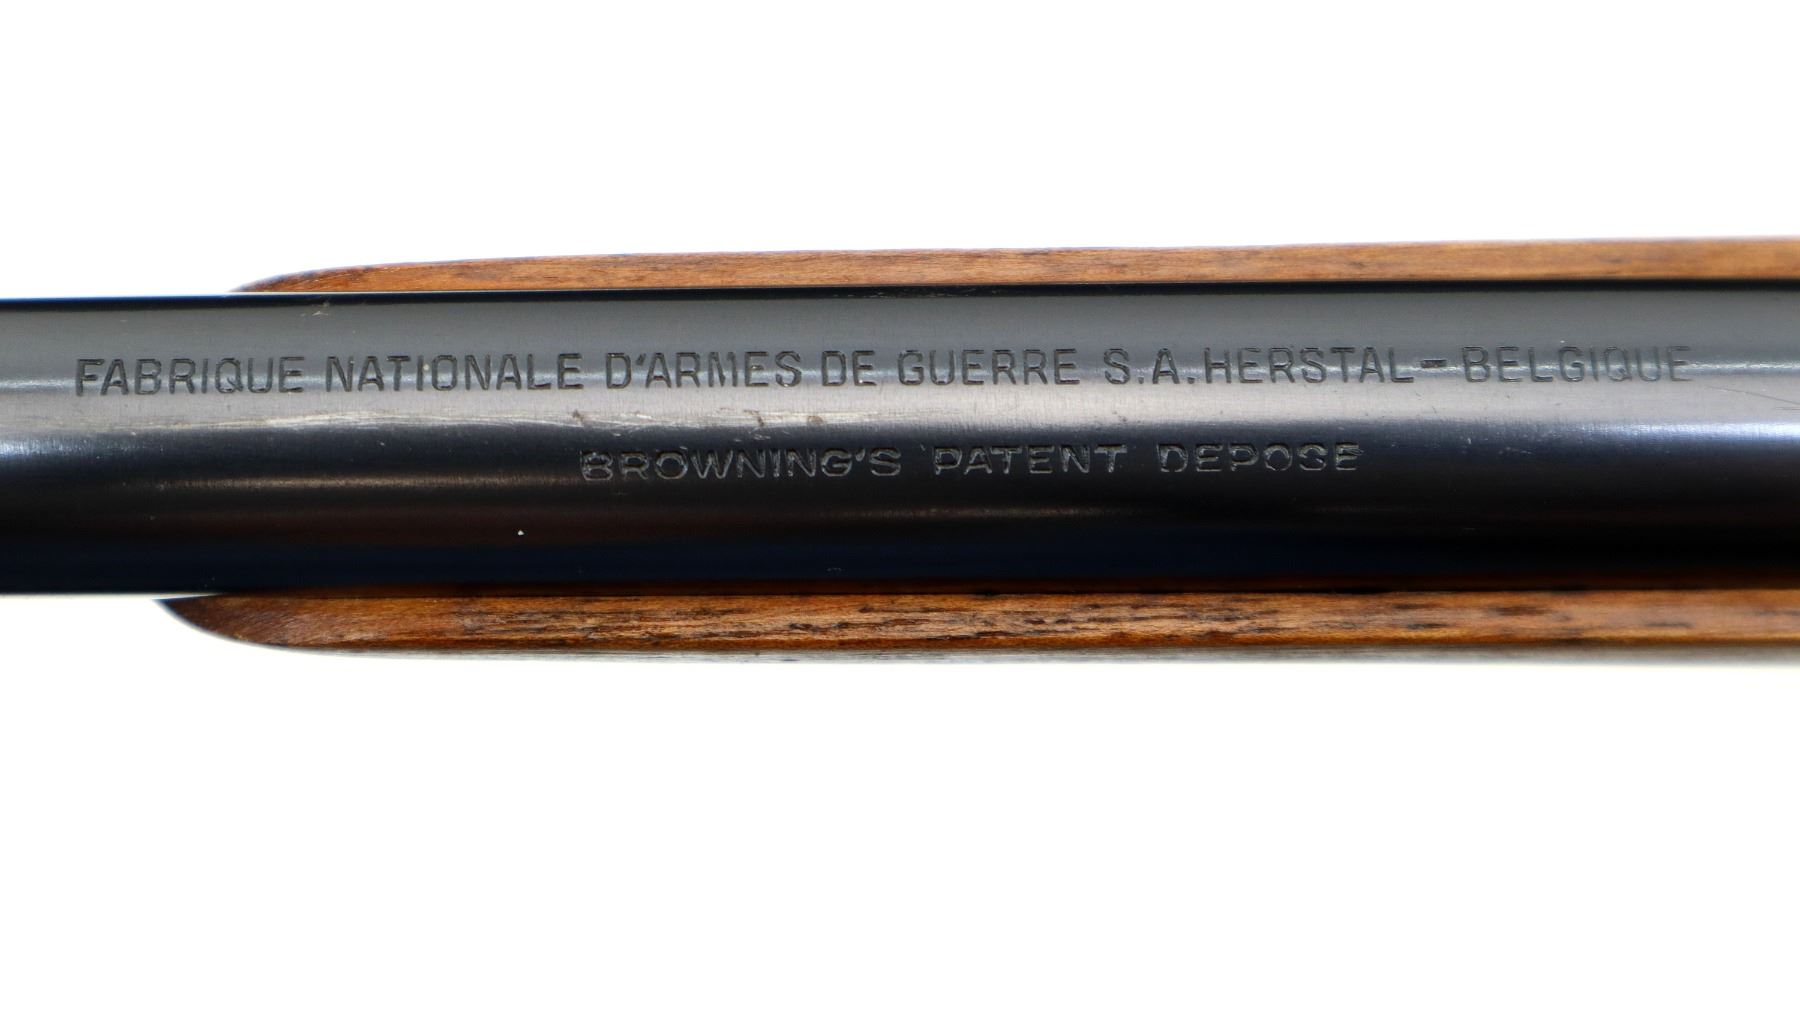 FABRIQUE NATIONALE D'ARMES DE GUERRE S.A. HERSTAL - BELGIQUE
BROWNING'S PATENT DEPOSE